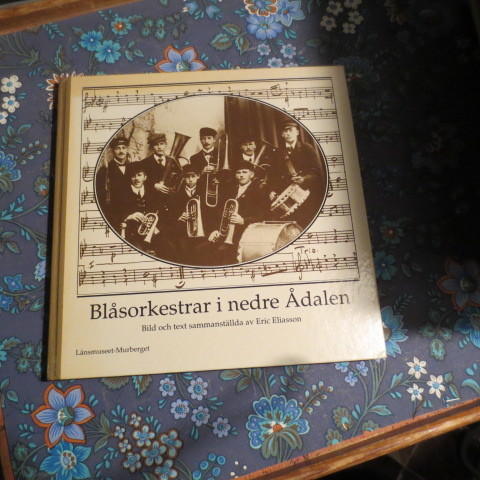 Blåsorkestrar i nedre Ådalen
Bild och text sammanställda av Eric Eliasson
Länsmuseet-Murberget